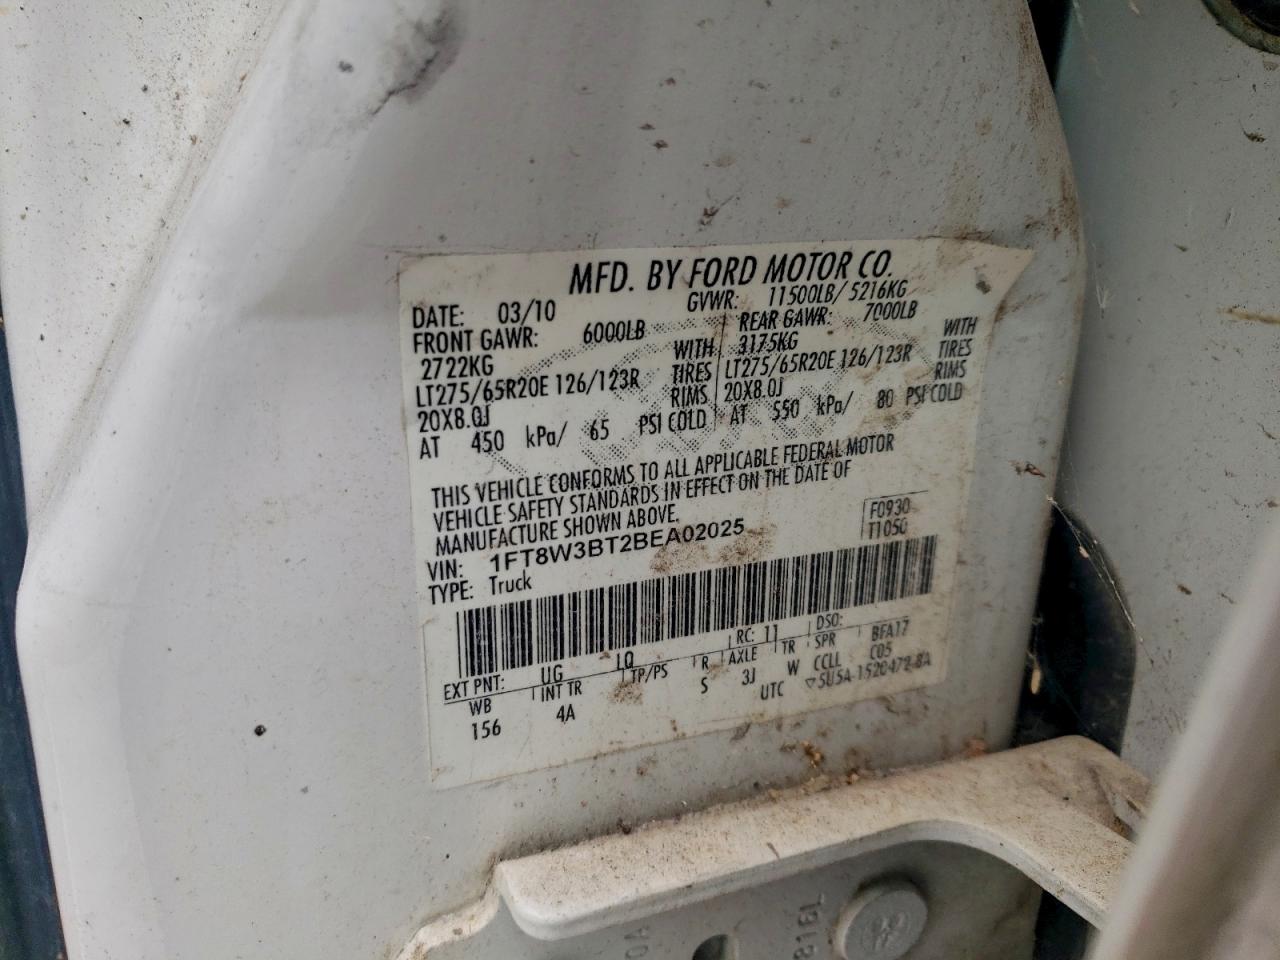 MFD. BY FORD MOTOR CO.
DATE: 03/10 GVWR: 11500LB/ 5216KG
FRONT GAWR: 6000LB REAR GAWR: 7000LB
2722KG WITH 3175KG WITH
LT275/65R20E 126/123R TIRES LT275/65R20E 126/123R TIRES
20X8.0J RIMS 20X8.0J RIMS
AT 450 kPa/ 65 PSI COLD AT 550 kPa/ 80 PSI COLD
THIS VEHICLE CONFORMS TO ALL APPLICABLE FEDERAL MOTOR
VEHICLE SAFETY STANDARDS IN EFFECT ON THE DATE OF
MANUFACTURE SHOWN ABOVE.
F0930
VIN: 1FT8W3BT2BEA02025 T1050
TYPE: Truck
EXT PNT: UG LQ RC: 11 DSO:
WB INT TR TP/PS R AXLE TR SPR BFA17
156 4A S 3J W CCLL C05
UTC ▽5U5A-1520472-BA
816L